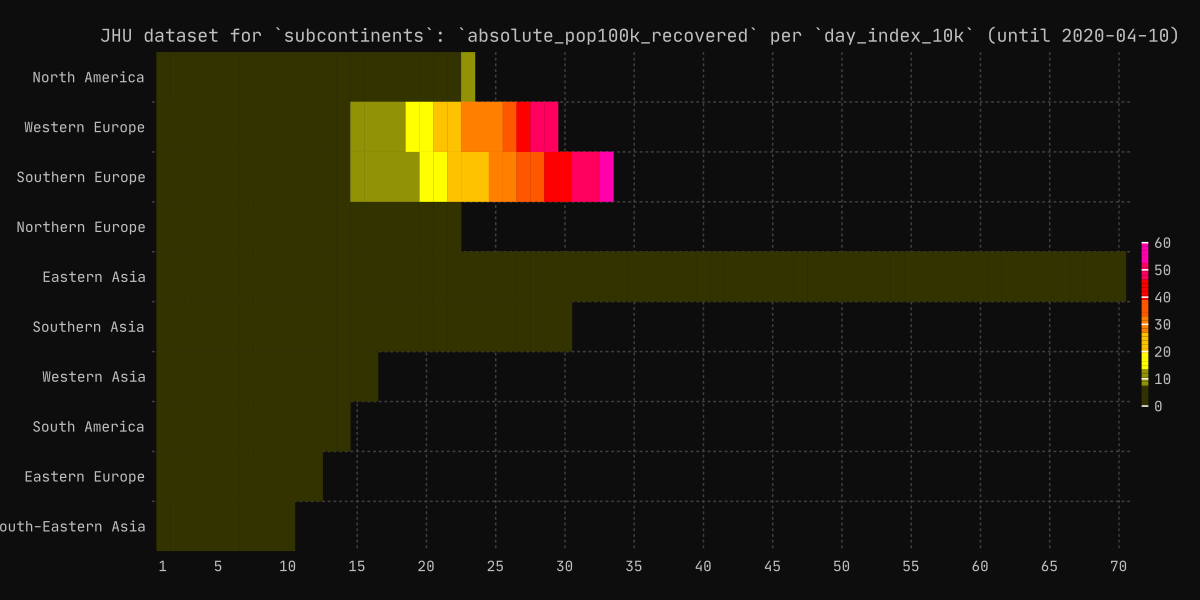 JHU dataset for `subcontinents`: `absolute_pop100k_recovered` per `day_index_10k` (until 2020-04-10)
North America
Western Europe
Southern Europe
Northern Europe
Eastern Asia
Southern Asia
Western Asia
South America
Eastern Europe
outh-Eastern Asia
1 5 10 15 20 25 30 35 40 45 50 55 60 65 70
60
50
40
30
20
10
0